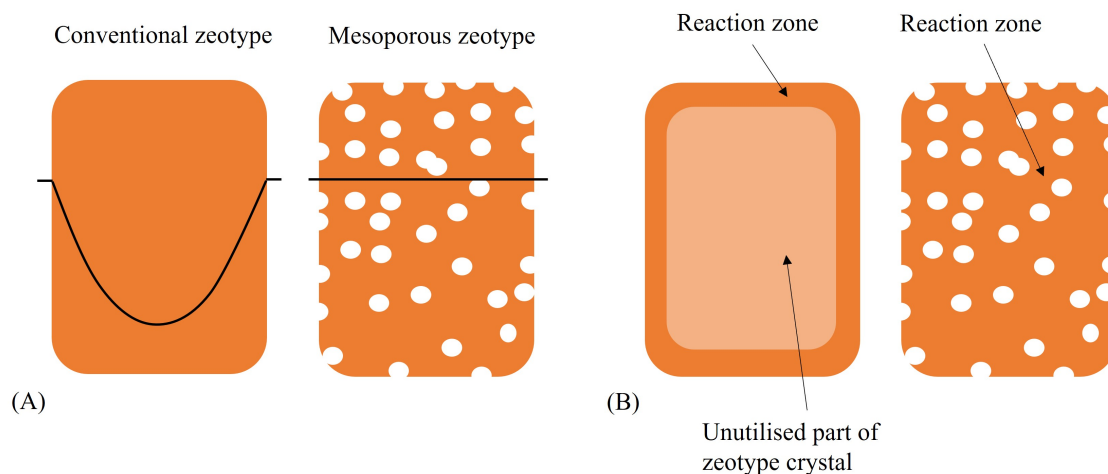 Conventional zeotype
Mesoporous zeotype
(A)
Reaction zone
Reaction zone
(B)
Unutilised part of
zeotype crystal